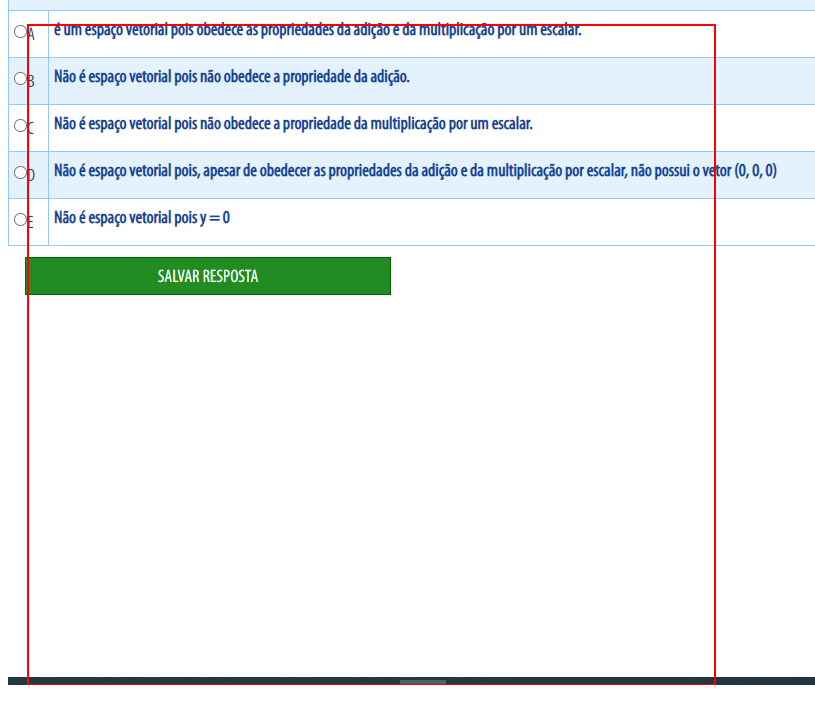 A é um espaço vetorial pois obedece as propriedades da adição e da multiplicação por um escalar.
B Não é espaço vetorial pois não obedece a propriedade da adição.
C Não é espaço vetorial pois não obedece a propriedade da multiplicação por um escalar.
D Não é espaço vetorial pois, apesar de obedecer as propriedades da adição e da multiplicação por escalar, não possui o vetor (0, 0, 0)
E Não é espaço vetorial pois y = 0
SALVAR RESPOSTA